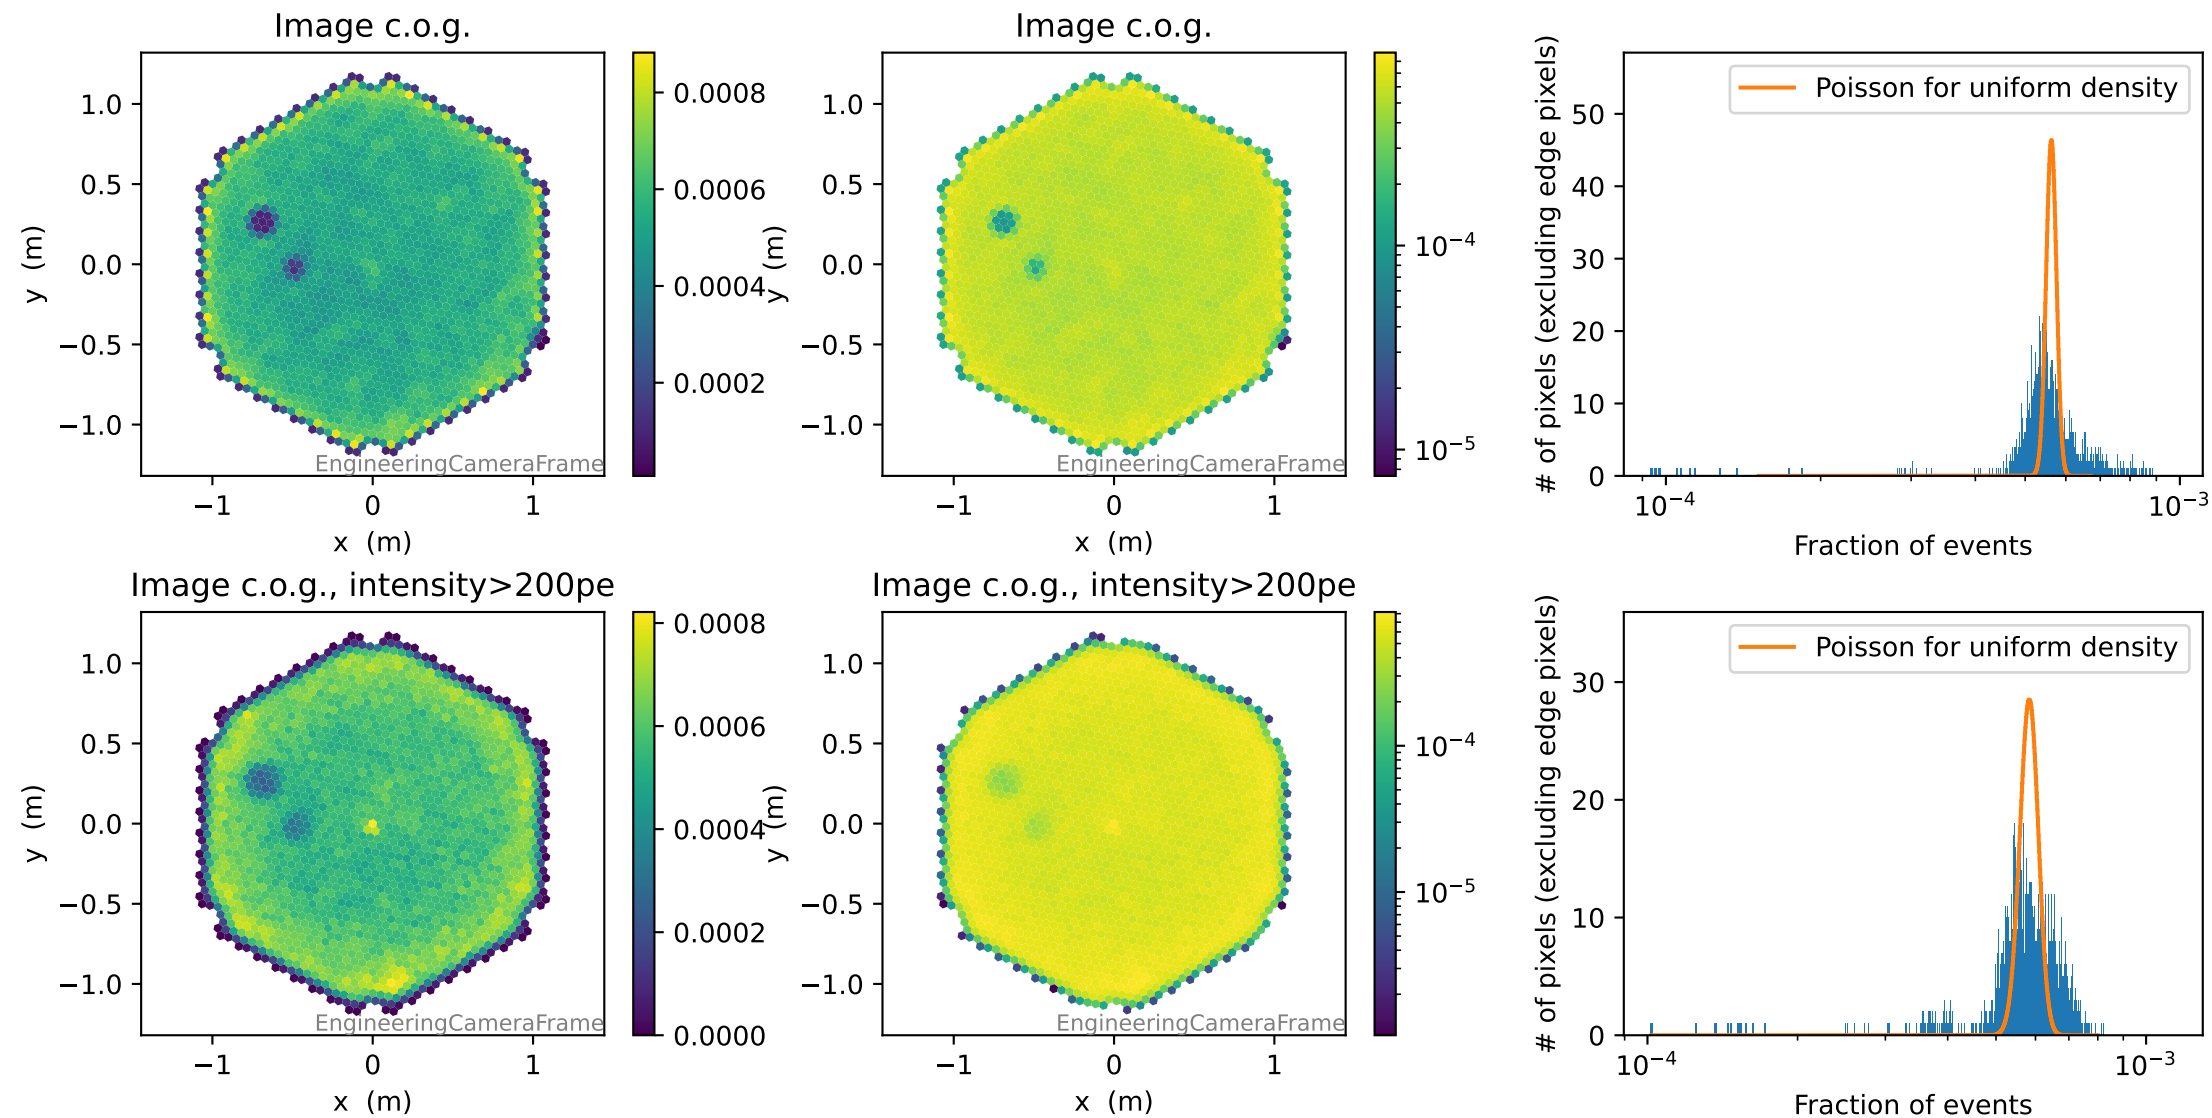 Image c.o.g.
1.0
0.5
0.0
−0.5
−1.0
y (m)
−1 0 1
x (m)
EngineeringCameraFrame
0.0008
0.0006
0.0004
0.0002
Image c.o.g.
1.0
0.5
0.0
−0.5
−1.0
y (m)
−1 0 1
x (m)
EngineeringCameraFrame
10⁻⁴
10⁻⁵
# of pixels (excluding edge pixels)
50
40
30
20
10
0
Poisson for uniform density
10⁻⁴ 10⁻³
Fraction of events
Image c.o.g., intensity>200pe
1.0
0.5
0.0
−0.5
−1.0
y (m)
−1 0 1
x (m)
EngineeringCameraFrame
0.0008
0.0006
0.0004
0.0002
0.0000
Image c.o.g., intensity>200pe
1.0
0.5
0.0
−0.5
−1.0
y (m)
−1 0 1
x (m)
EngineeringCameraFrame
10⁻⁴
10⁻⁵
# of pixels (excluding edge pixels)
30
20
10
0
Poisson for uniform density
10⁻⁴ 10⁻³
Fraction of events